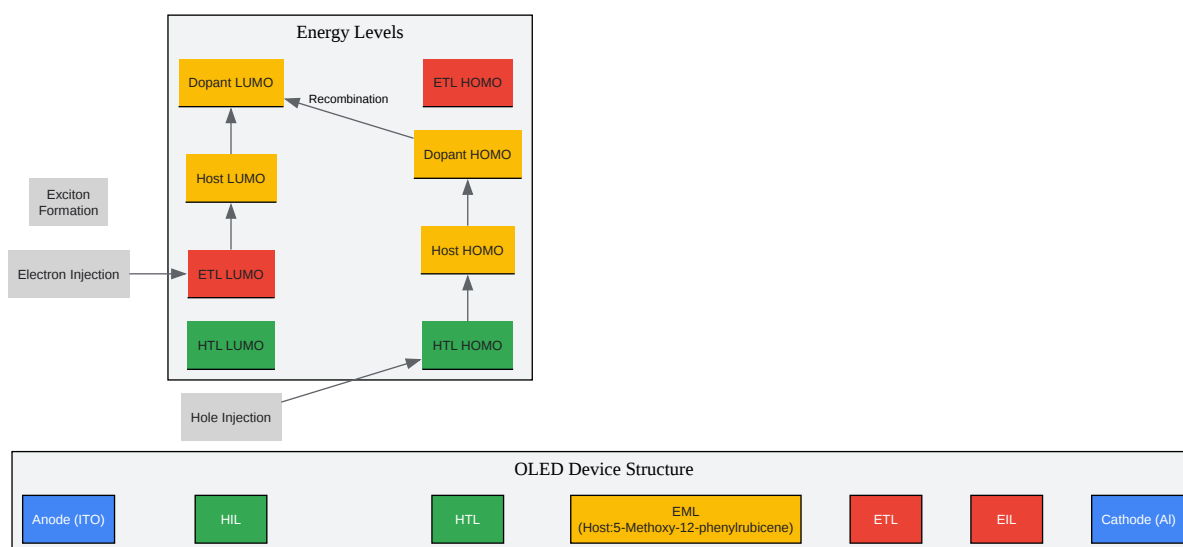 Energy Levels
Dopant LUMO
ETL HOMO
Recombination
Dopant HOMO
Host LUMO
Exciton
Formation
Host HOMO
Electron Injection
ETL LUMO
HTL LUMO
HTL HOMO
Hole Injection
OLED Device Structure
Anode (ITO)
HIL
HTL
EML
(Host:5-Methoxy-12-phenylrubicene)
ETL
EIL
Cathode (Al)